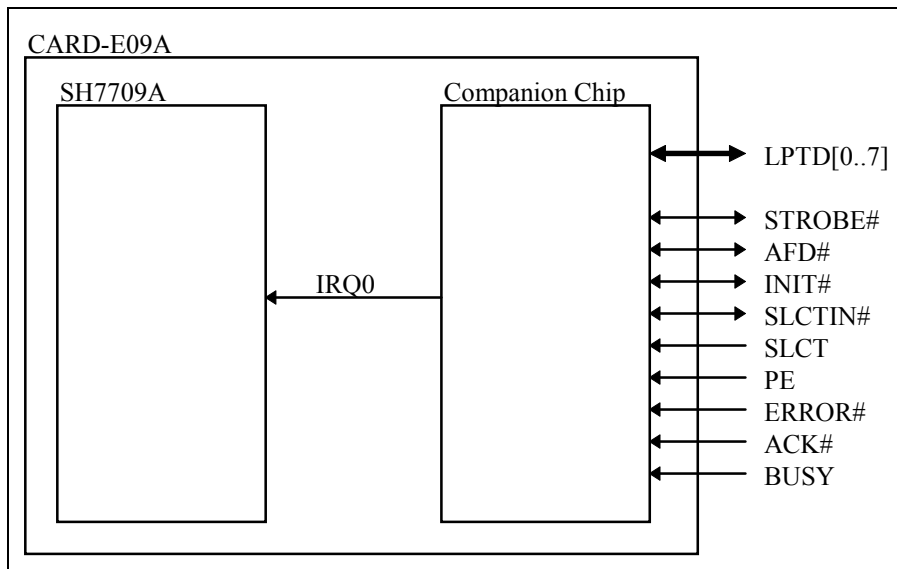 CARD-E09A
SH7709A
Companion Chip
LPTD[0..7]
STROBE#
AFD#
INIT#
IRQ0
SLCTIN#
SLCT
PE
ERROR#
ACK#
BUSY